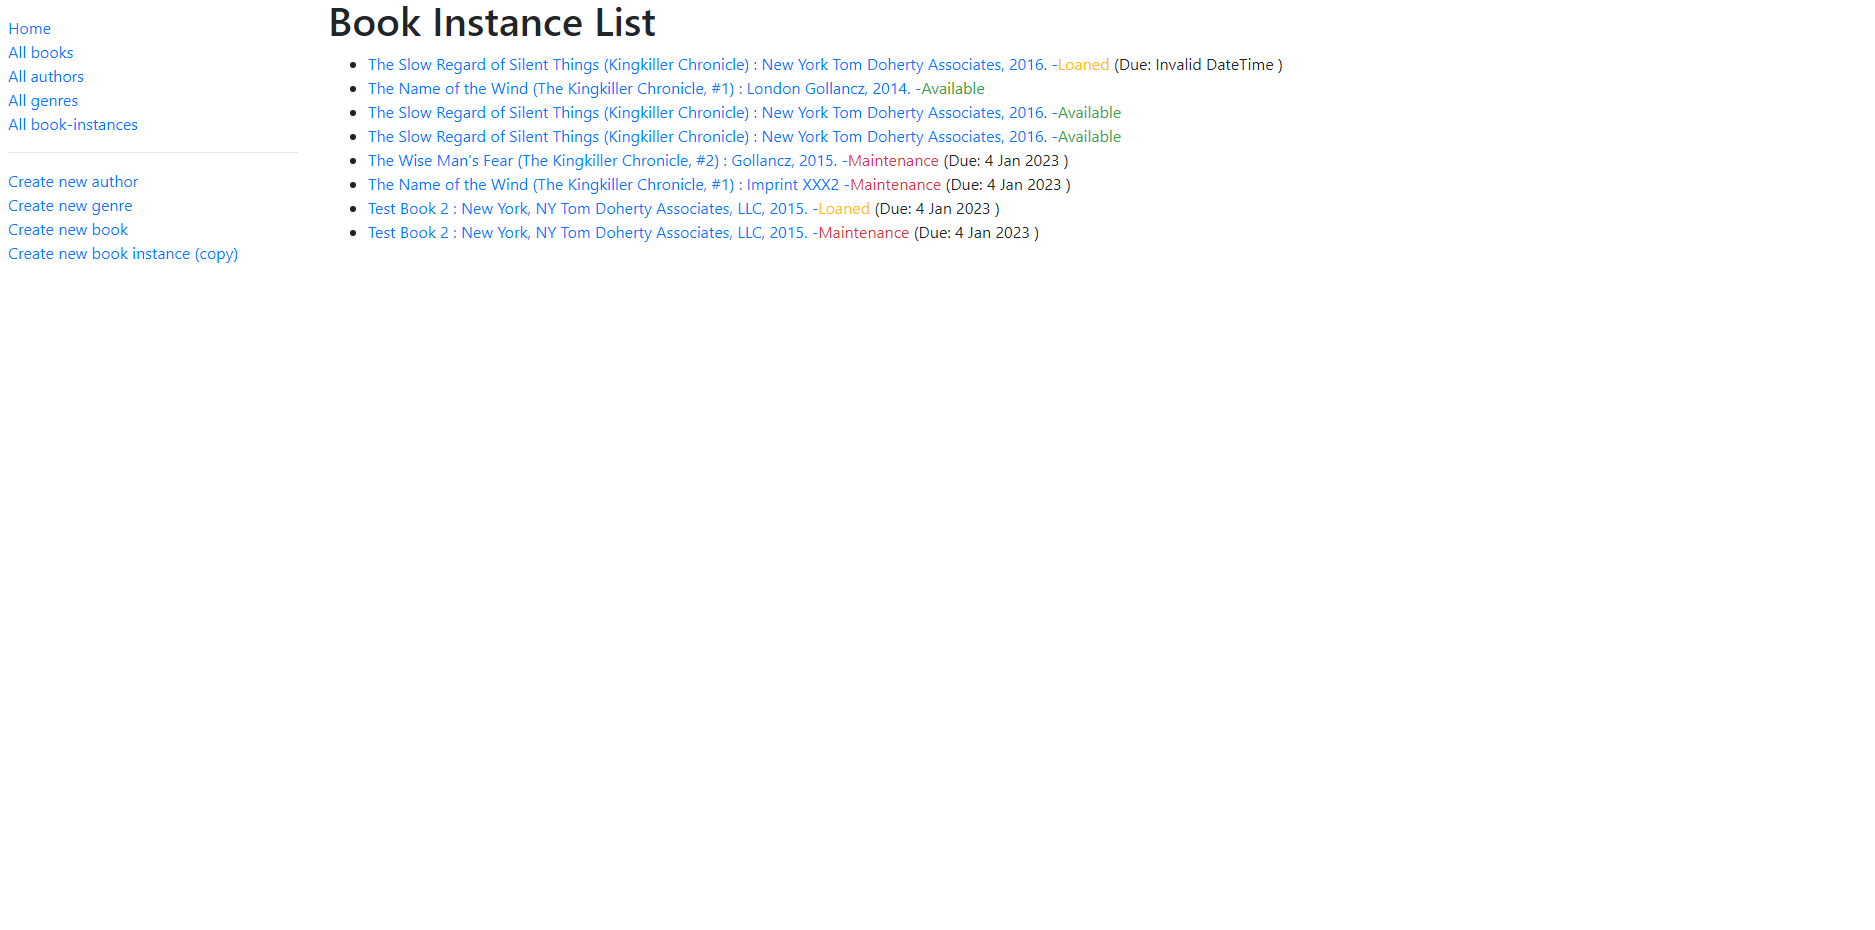 Home
All books
All authors
All genres
All book-instances
Create new author
Create new genre
Create new book
Create new book instance (copy)
Book Instance List
The Slow Regard of Silent Things (Kingkiller Chronicle) : New York Tom Doherty Associates, 2016. -Loaned (Due: Invalid DateTime )
The Name of the Wind (The Kingkiller Chronicle, #1) : London Gollancz, 2014. -Available
The Slow Regard of Silent Things (Kingkiller Chronicle) : New York Tom Doherty Associates, 2016. -Available
The Slow Regard of Silent Things (Kingkiller Chronicle) : New York Tom Doherty Associates, 2016. -Available
The Wise Man's Fear (The Kingkiller Chronicle, #2) : Gollancz, 2015. -Maintenance (Due: 4 Jan 2023 )
The Name of the Wind (The Kingkiller Chronicle, #1) : Imprint XXX2 -Maintenance (Due: 4 Jan 2023 )
Test Book 2 : New York, NY Tom Doherty Associates, LLC, 2015. -Loaned (Due: 4 Jan 2023 )
Test Book 2 : New York, NY Tom Doherty Associates, LLC, 2015. -Maintenance (Due: 4 Jan 2023 )